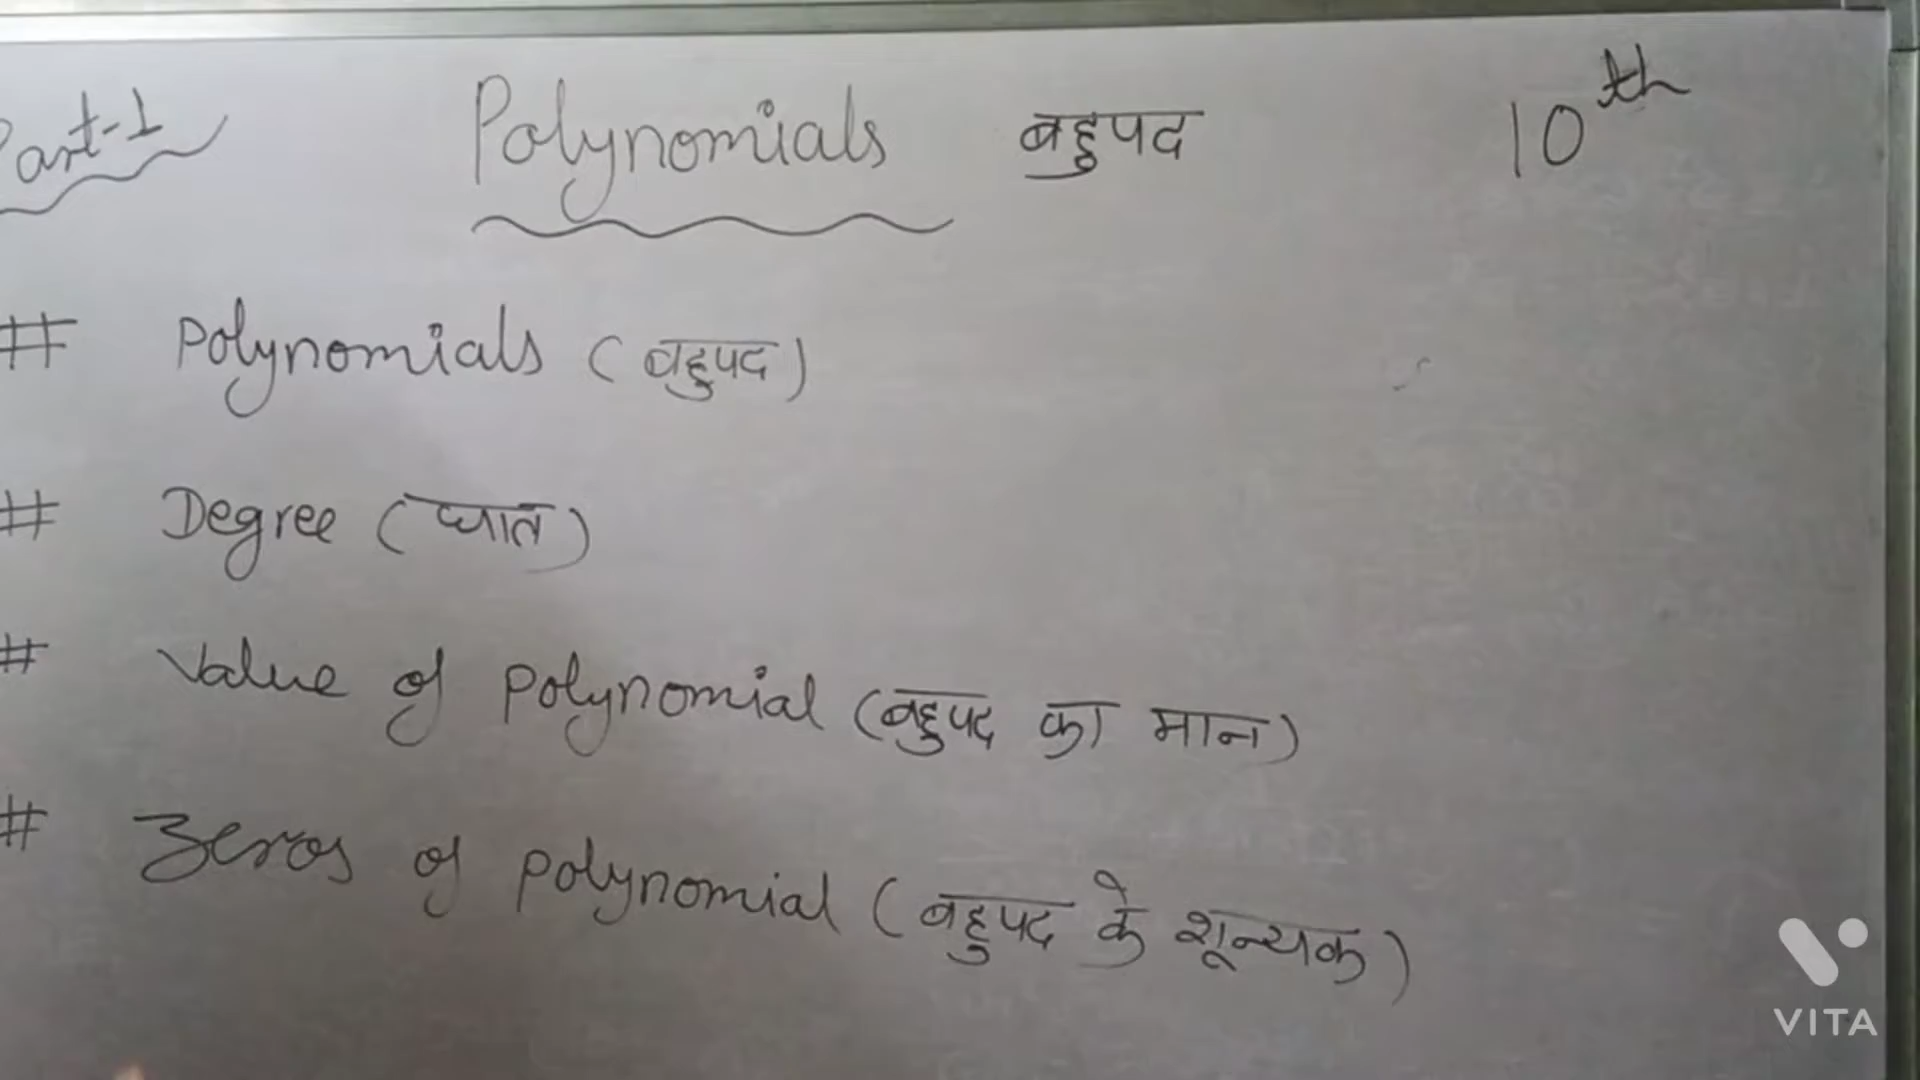 Part-1 Polynomials बहुपद 10th
# Polynomials (बहुपद)
# Degree (घात)
# Value of polynomial (बहुपद का मान)
# Zeros of polynomial (बहुपद के शून्यक)
VITA